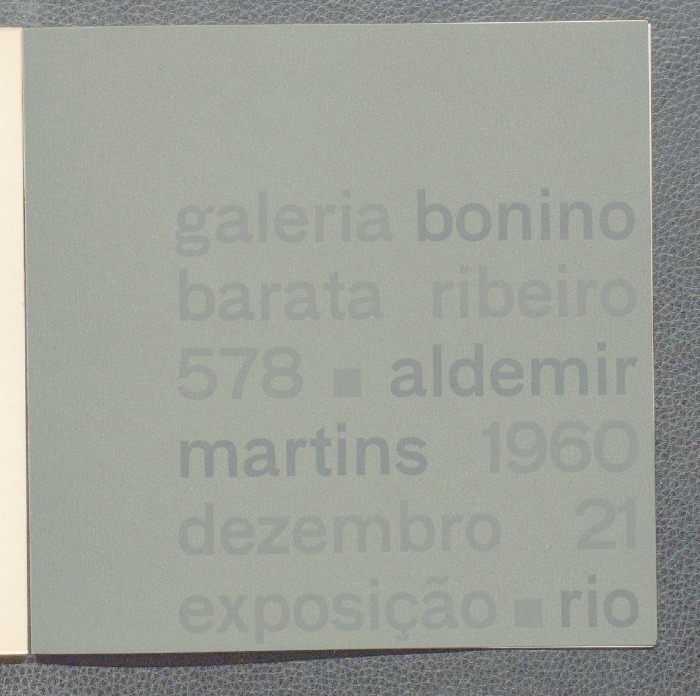 galeria bonino
barata ribeiro
578 ■ aldemir
martins 1960
dezembro 21
exposição ■ rio